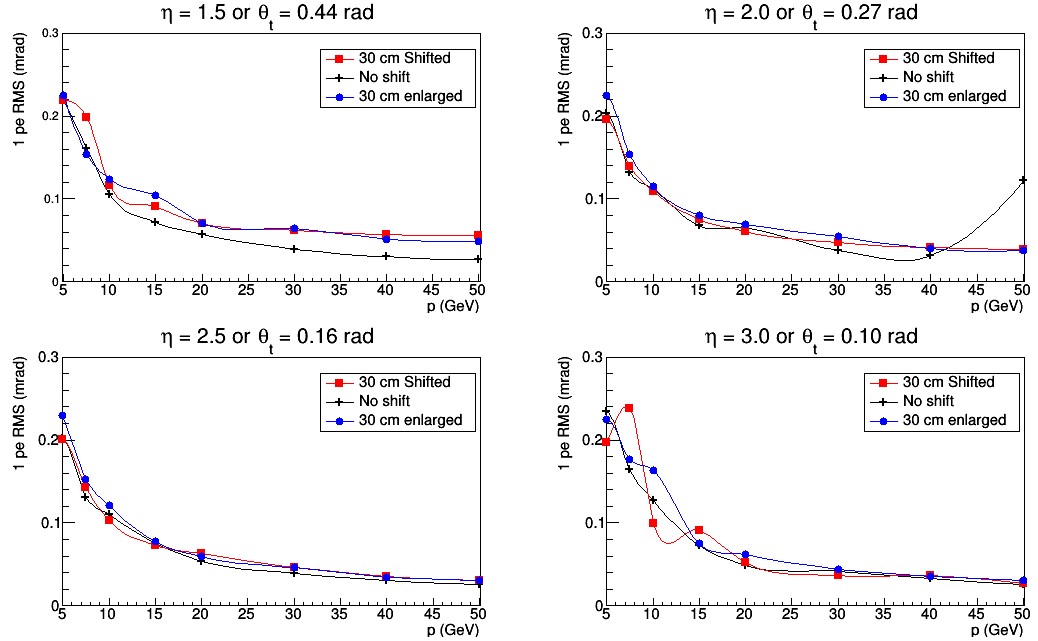 η = 1.5 or θt = 0.44 rad
1 pe RMS (mrad)
0.3
0.2
0.1
0
30 cm Shifted
No shift
30 cm enlarged
5 10 15 20 25 30 35 40 45 50
p (GeV)
η = 2.0 or θt = 0.27 rad
1 pe RMS (mrad)
0.3
0.2
0.1
0
30 cm Shifted
No shift
30 cm enlarged
5 10 15 20 25 30 35 40 45 50
p (GeV)
η = 2.5 or θt = 0.16 rad
1 pe RMS (mrad)
0.3
0.2
0.1
0
30 cm Shifted
No shift
30 cm enlarged
5 10 15 20 25 30 35 40 45 50
p (GeV)
η = 3.0 or θt = 0.10 rad
1 pe RMS (mrad)
0.3
0.2
0.1
0
30 cm Shifted
No shift
30 cm enlarged
5 10 15 20 25 30 35 40 45 50
p (GeV)